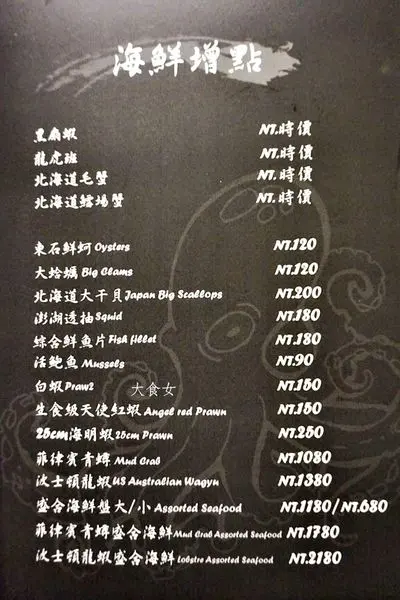 海鮮增點
黑扇蝦 NT.時價
龍虎班 NT.時價
北海道毛蟹 NT.時價
北海道鱈場蟹 NT.時價
東石鮮蚵 Oysters NT.120
大蛤蠣 Big Clams NT.120
北海道大干貝 Japan Big Scallops NT.200
澎湖透抽 Squid NT.180
綜合鮮魚片 Fish fillet NT.180
活鮑魚 Mussels NT.90
白蝦 Praw2 NT.150
大食女
生食級天使紅蝦 Angel red Prawn NT.150
25cm海明蝦 25cm Prawn NT.250
菲律賓青蟳 Mud Crab NT.1080
波士頓龍蝦 US Australian Wagyu NT.1380
盛合海鮮盤大/小 Assorted Seafood NT.1180/NT.680
菲律賓青蟳盛合海鮮 Mud Crab Assorted Seafood NT.1780
波士頓龍蝦盛合海鮮 Lobstre Assorted Seafood NT.2180